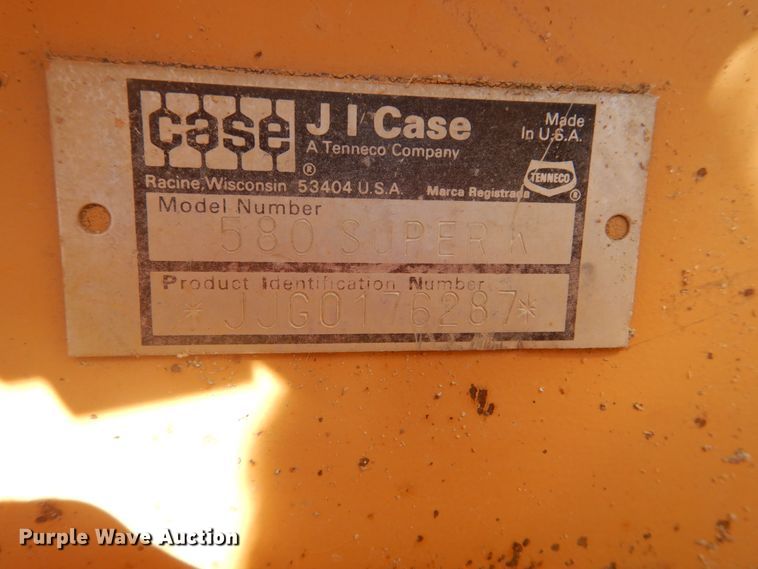 case
J I Case
A Tenneco Company
Made
In U.S.A.
TENNECO
®
®
Racine, Wisconsin 53404 U.S.A.
Marca Registrada
Model Number
580 SUPER K
Product Identification Number
*JJG0176287*
Purple Wave Auction